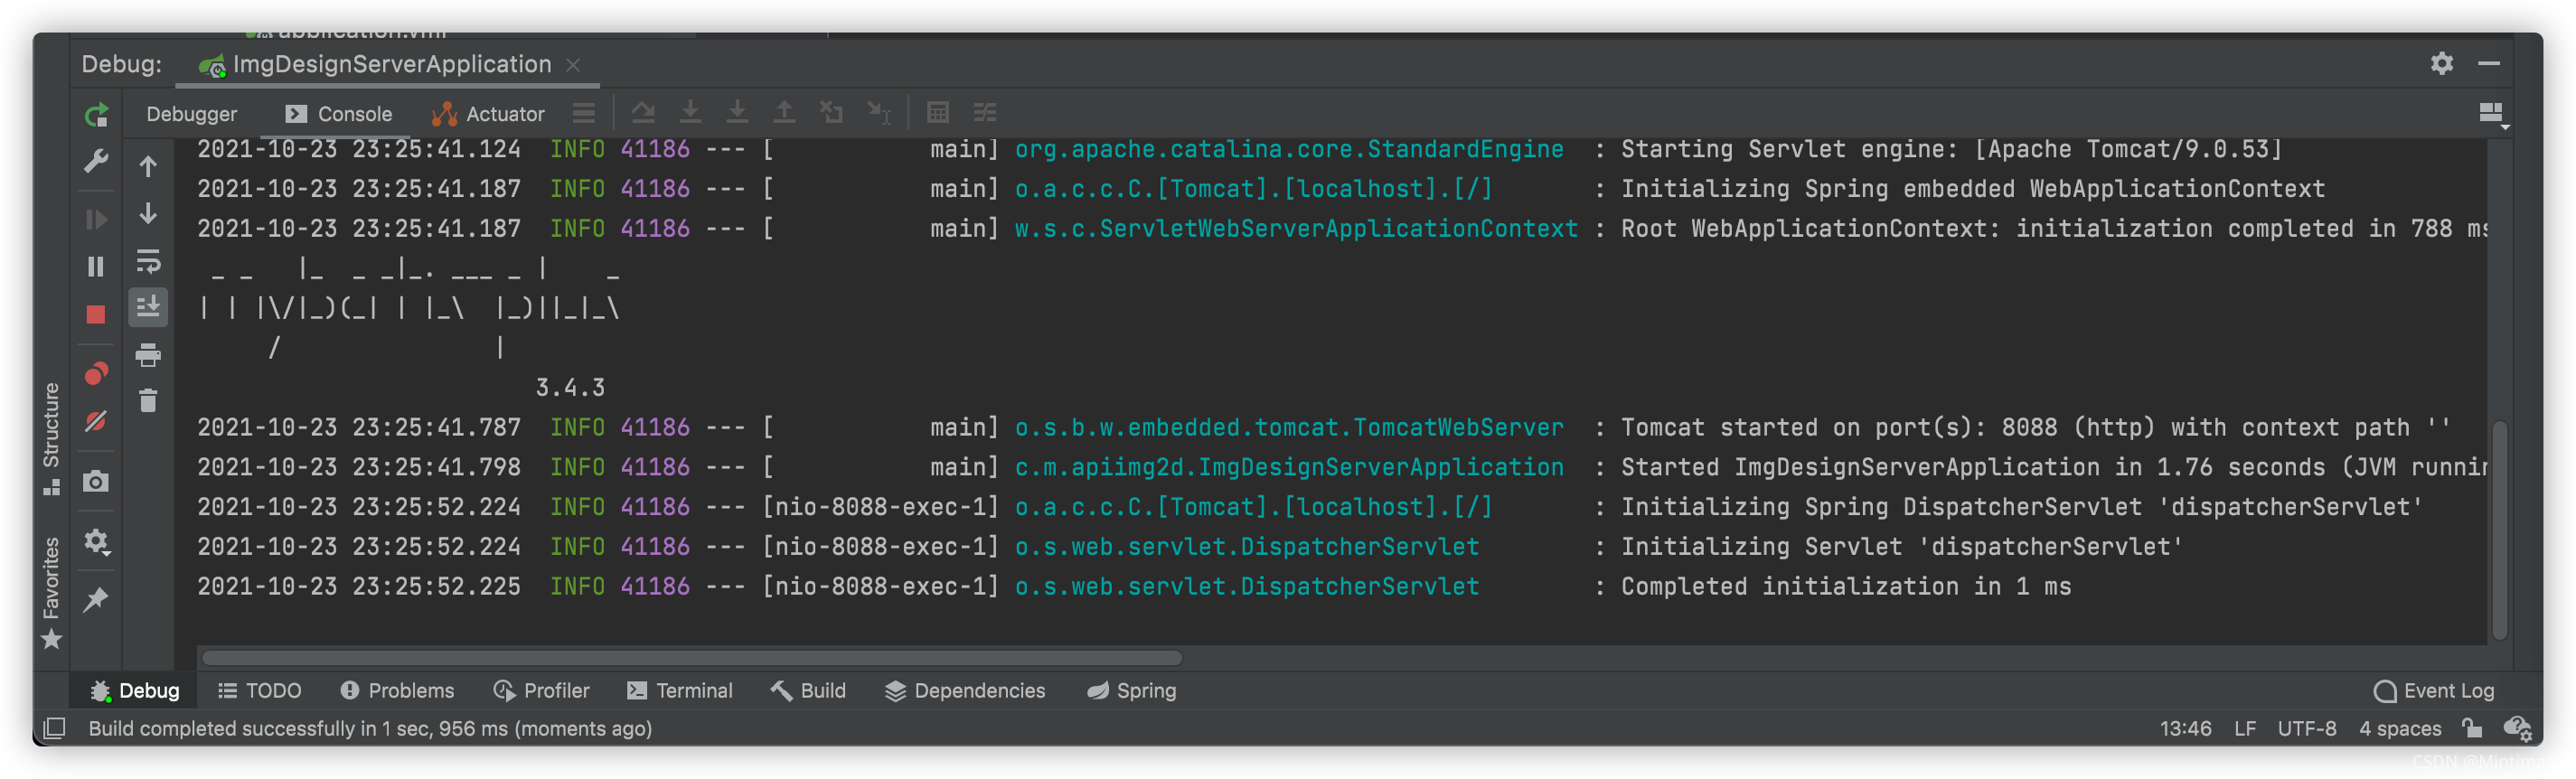 application.yml
Debug: ImgDesignServerApplication
Debugger Console Actuator
2021-10-23 23:25:41.124  INFO 41186 --- [           main] org.apache.catalina.core.StandardEngine  : Starting Servlet engine: [Apache Tomcat/9.0.53]
2021-10-23 23:25:41.187  INFO 41186 --- [           main] o.a.c.c.C.[Tomcat].[localhost].[/]       : Initializing Spring embedded WebApplicationContext
2021-10-23 23:25:41.187  INFO 41186 --- [           main] w.s.c.ServletWebServerApplicationContext : Root WebApplicationContext: initialization completed in 788 ms
 _ _   |_  _ _|_. ___ _ |    _
| | |\/|_)(_| | |_\  |_)||_|_\
     /               |
                        3.4.3
2021-10-23 23:25:41.787  INFO 41186 --- [           main] o.s.b.w.embedded.tomcat.TomcatWebServer  : Tomcat started on port(s): 8088 (http) with context path ''
2021-10-23 23:25:41.798  INFO 41186 --- [           main] c.m.apiimg2d.ImgDesignServerApplication  : Started ImgDesignServerApplication in 1.76 seconds (JVM runnin
2021-10-23 23:25:52.224  INFO 41186 --- [nio-8088-exec-1] o.a.c.c.C.[Tomcat].[localhost].[/]       : Initializing Spring DispatcherServlet 'dispatcherServlet'
2021-10-23 23:25:52.224  INFO 41186 --- [nio-8088-exec-1] o.s.web.servlet.DispatcherServlet        : Initializing Servlet 'dispatcherServlet'
2021-10-23 23:25:52.225  INFO 41186 --- [nio-8088-exec-1] o.s.web.servlet.DispatcherServlet        : Completed initialization in 1 ms
Structure
Favorites
Debug TODO Problems Profiler Terminal Build Dependencies Spring Event Log
Build completed successfully in 1 sec, 956 ms (moments ago) 13:46 LF UTF-8 4 spaces
CSDN